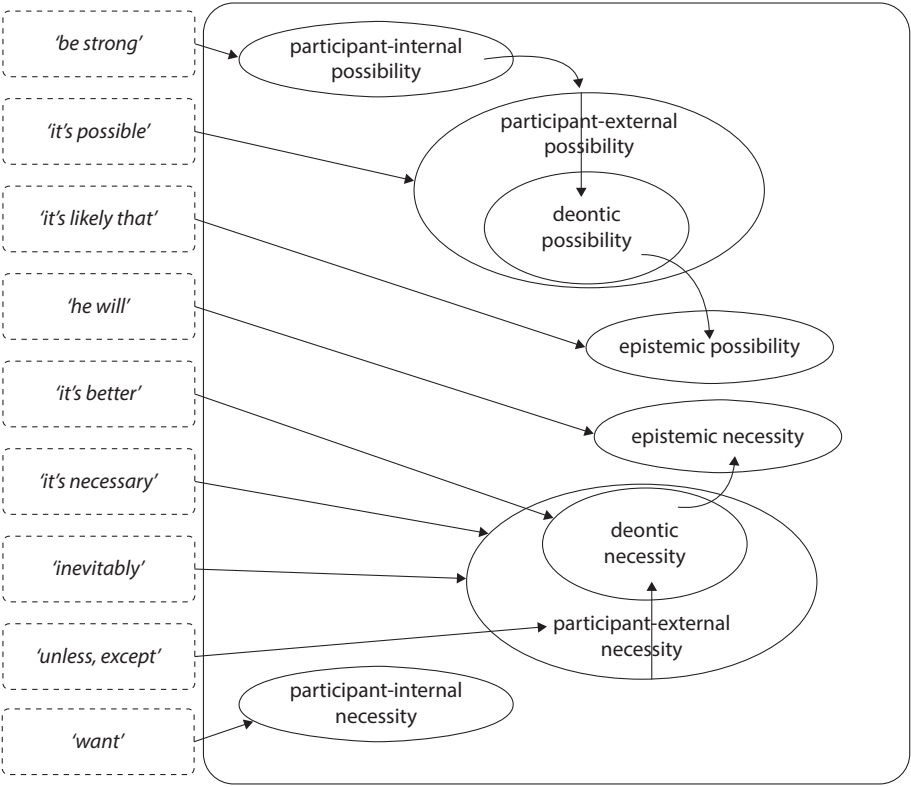 ‘be strong’
‘it’s possible’
‘it’s likely that’
‘he will’
‘it’s better’
‘it’s necessary’
‘inevitably’
‘unless, except’
‘want’
participant-internal
possibility
participant-external
possibility
deontic
possibility
epistemic possibility
epistemic necessity
deontic
necessity
participant-external
necessity
participant-internal
necessity